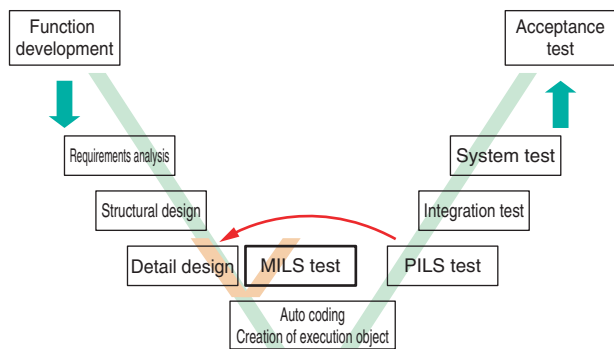 Function
development
Acceptance
test
Requirements analysis
System test
Structural design
Integration test
Detail design
MILS test
PILS test
Auto coding
Creation of execution object